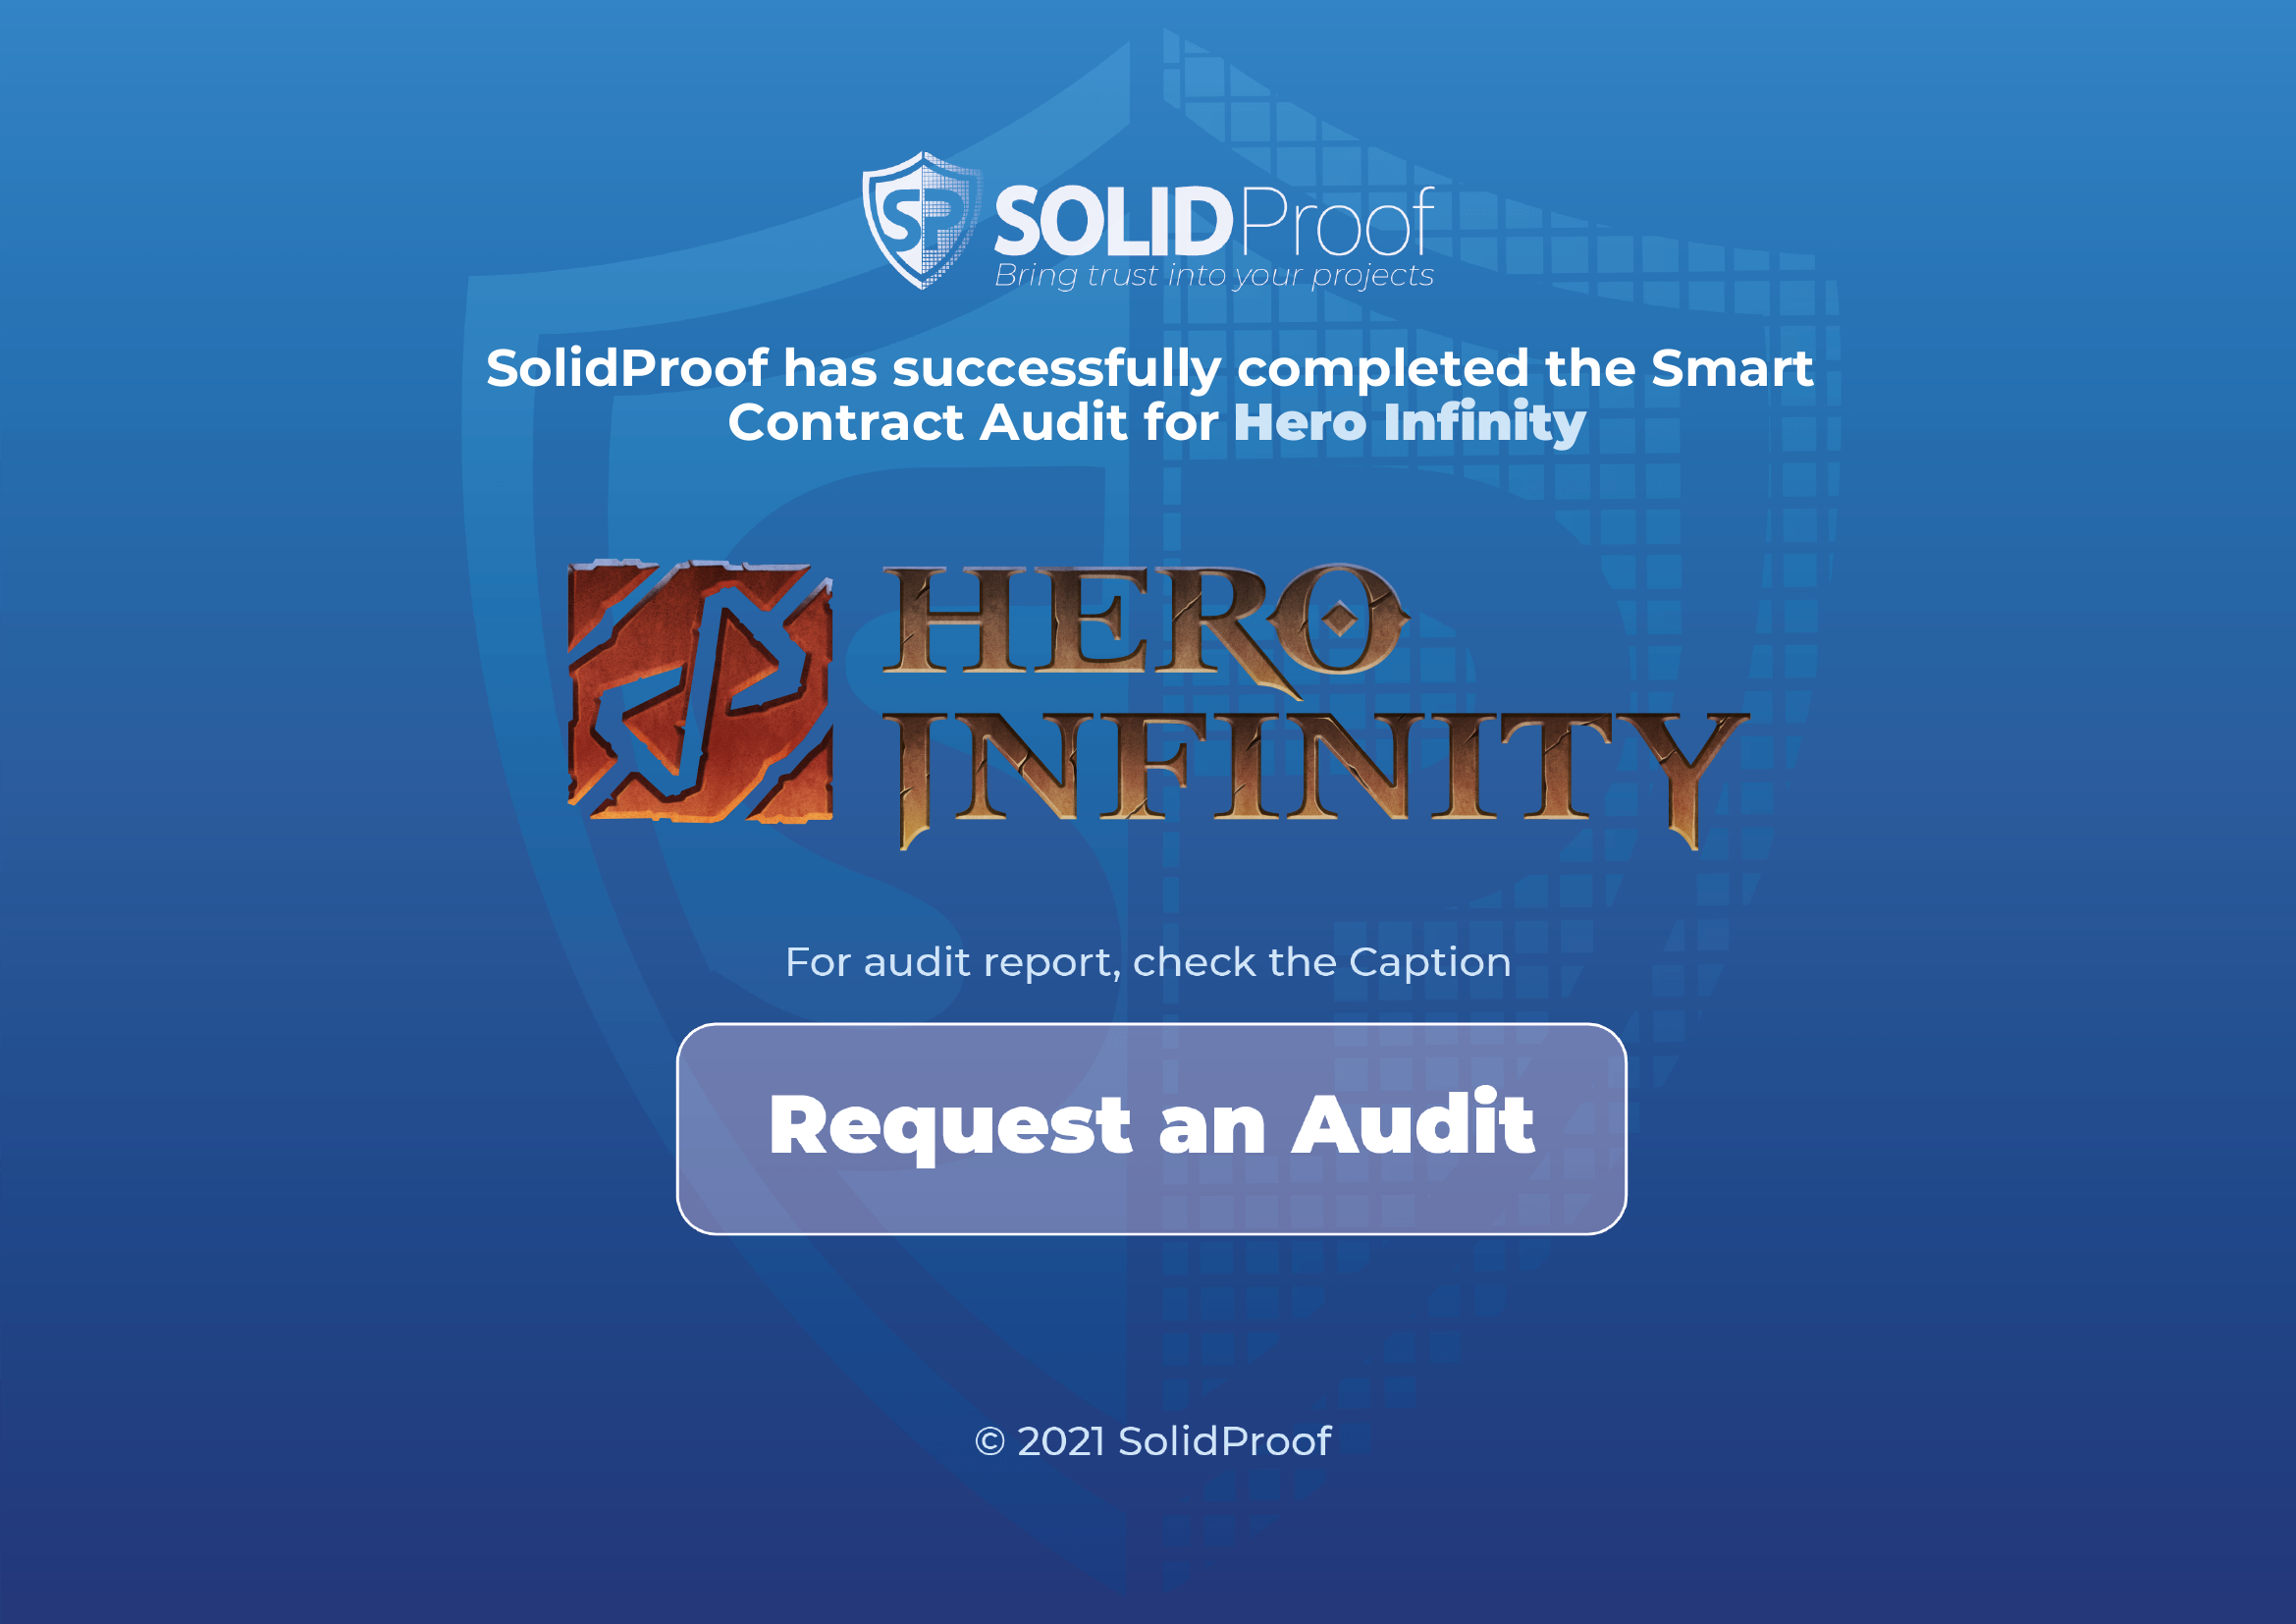 SP SOLIDProof
Bring trust into your projects
SolidProof has successfully completed the Smart
Contract Audit for Hero Infinity
HERO
INFINITY
For audit report, check the Caption
Request an Audit
© 2021 SolidProof